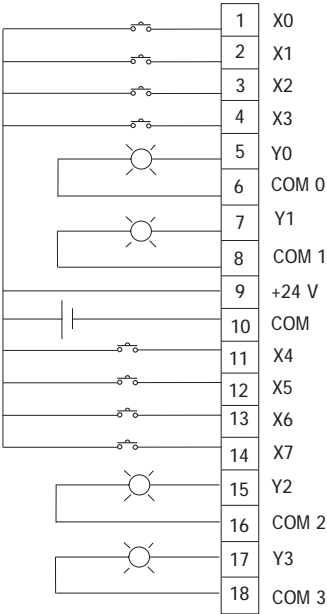 1 X0
2 X1
3 X2
4 X3
5 Y0
6 COM 0
7 Y1
8 COM 1
9 +24 V
10 COM
11 X4
12 X5
13 X6
14 X7
15 Y2
16 COM 2
17 Y3
18 COM 3